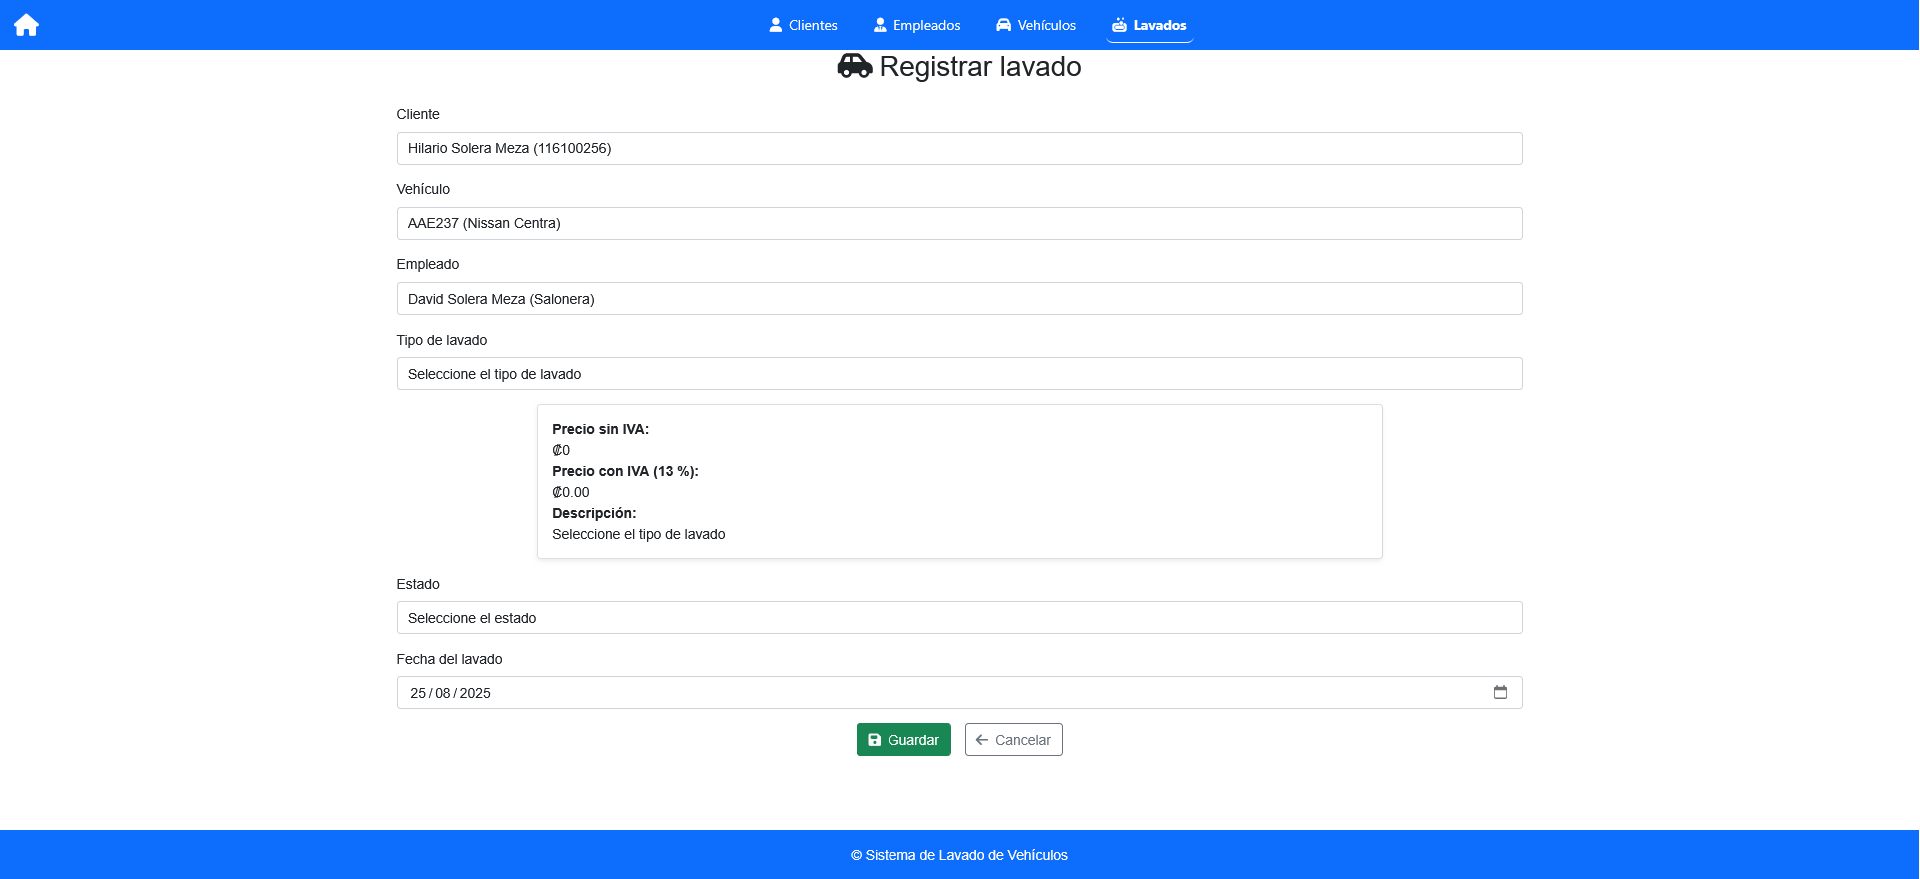 Clientes Empleados Vehículos Lavados
Registrar lavado
Cliente
Hilario Solera Meza (116100256)
Vehículo
AAE237 (Nissan Centra)
Empleado
David Solera Meza (Salonera)
Tipo de lavado
Seleccione el tipo de lavado
Precio sin IVA:
₡0
Precio con IVA (13 %):
₡0.00
Descripción:
Seleccione el tipo de lavado
Estado
Seleccione el estado
Fecha del lavado
25/08/2025
Guardar Cancelar
© Sistema de Lavado de Vehículos